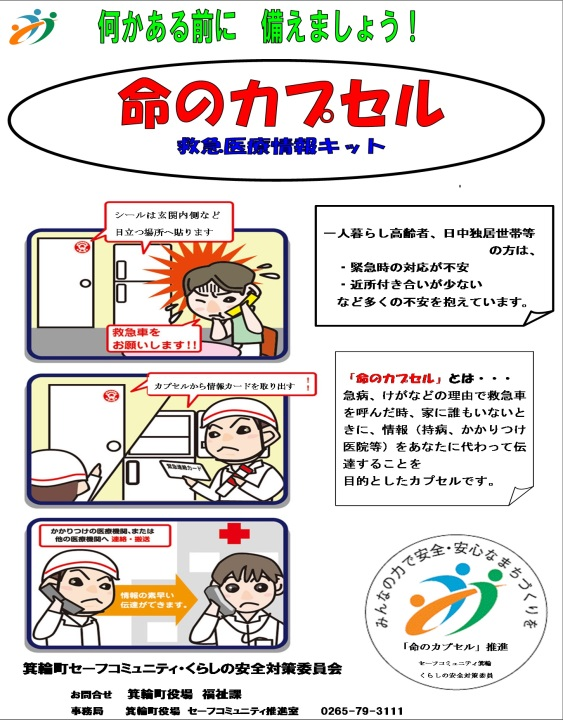 何かある前に　備えましょう！
命のカプセル
救急医療情報キット
シールは玄関内側など
目立つ場所へ貼ります
救急車を
お願いします!!
一人暮らし高齢者、日中独居世帯等
の方は、
・緊急時の対応が不安
・近所付き合いが少ない
など多くの不安を抱えています。
カプセルから情報カードを取り出す　！
緊急連絡カード
「命のカプセル」とは・・・
急病、けがなどの理由で救急車
を呼んだ時、家に誰もいないと
きに、情報（持病、かかりつけ
医院等）をあなたに代わって伝
達することを
目的としたカプセルです。
かかりつけの医療機関、または
他の医療機関へ 連絡・搬送
情報の素早い
伝達ができます。
みんなの力で安全・安心なまちづくりを
「命のカプセル」推進
セーフコミュニティ箕輪
くらしの安全対策委員
箕輪町セーフコミュニティ・くらしの安全対策委員会
お問合せ　箕輪町役場　福祉課
事務局　箕輪町役場　セーフコミュニティ推進室　0265-79-3111